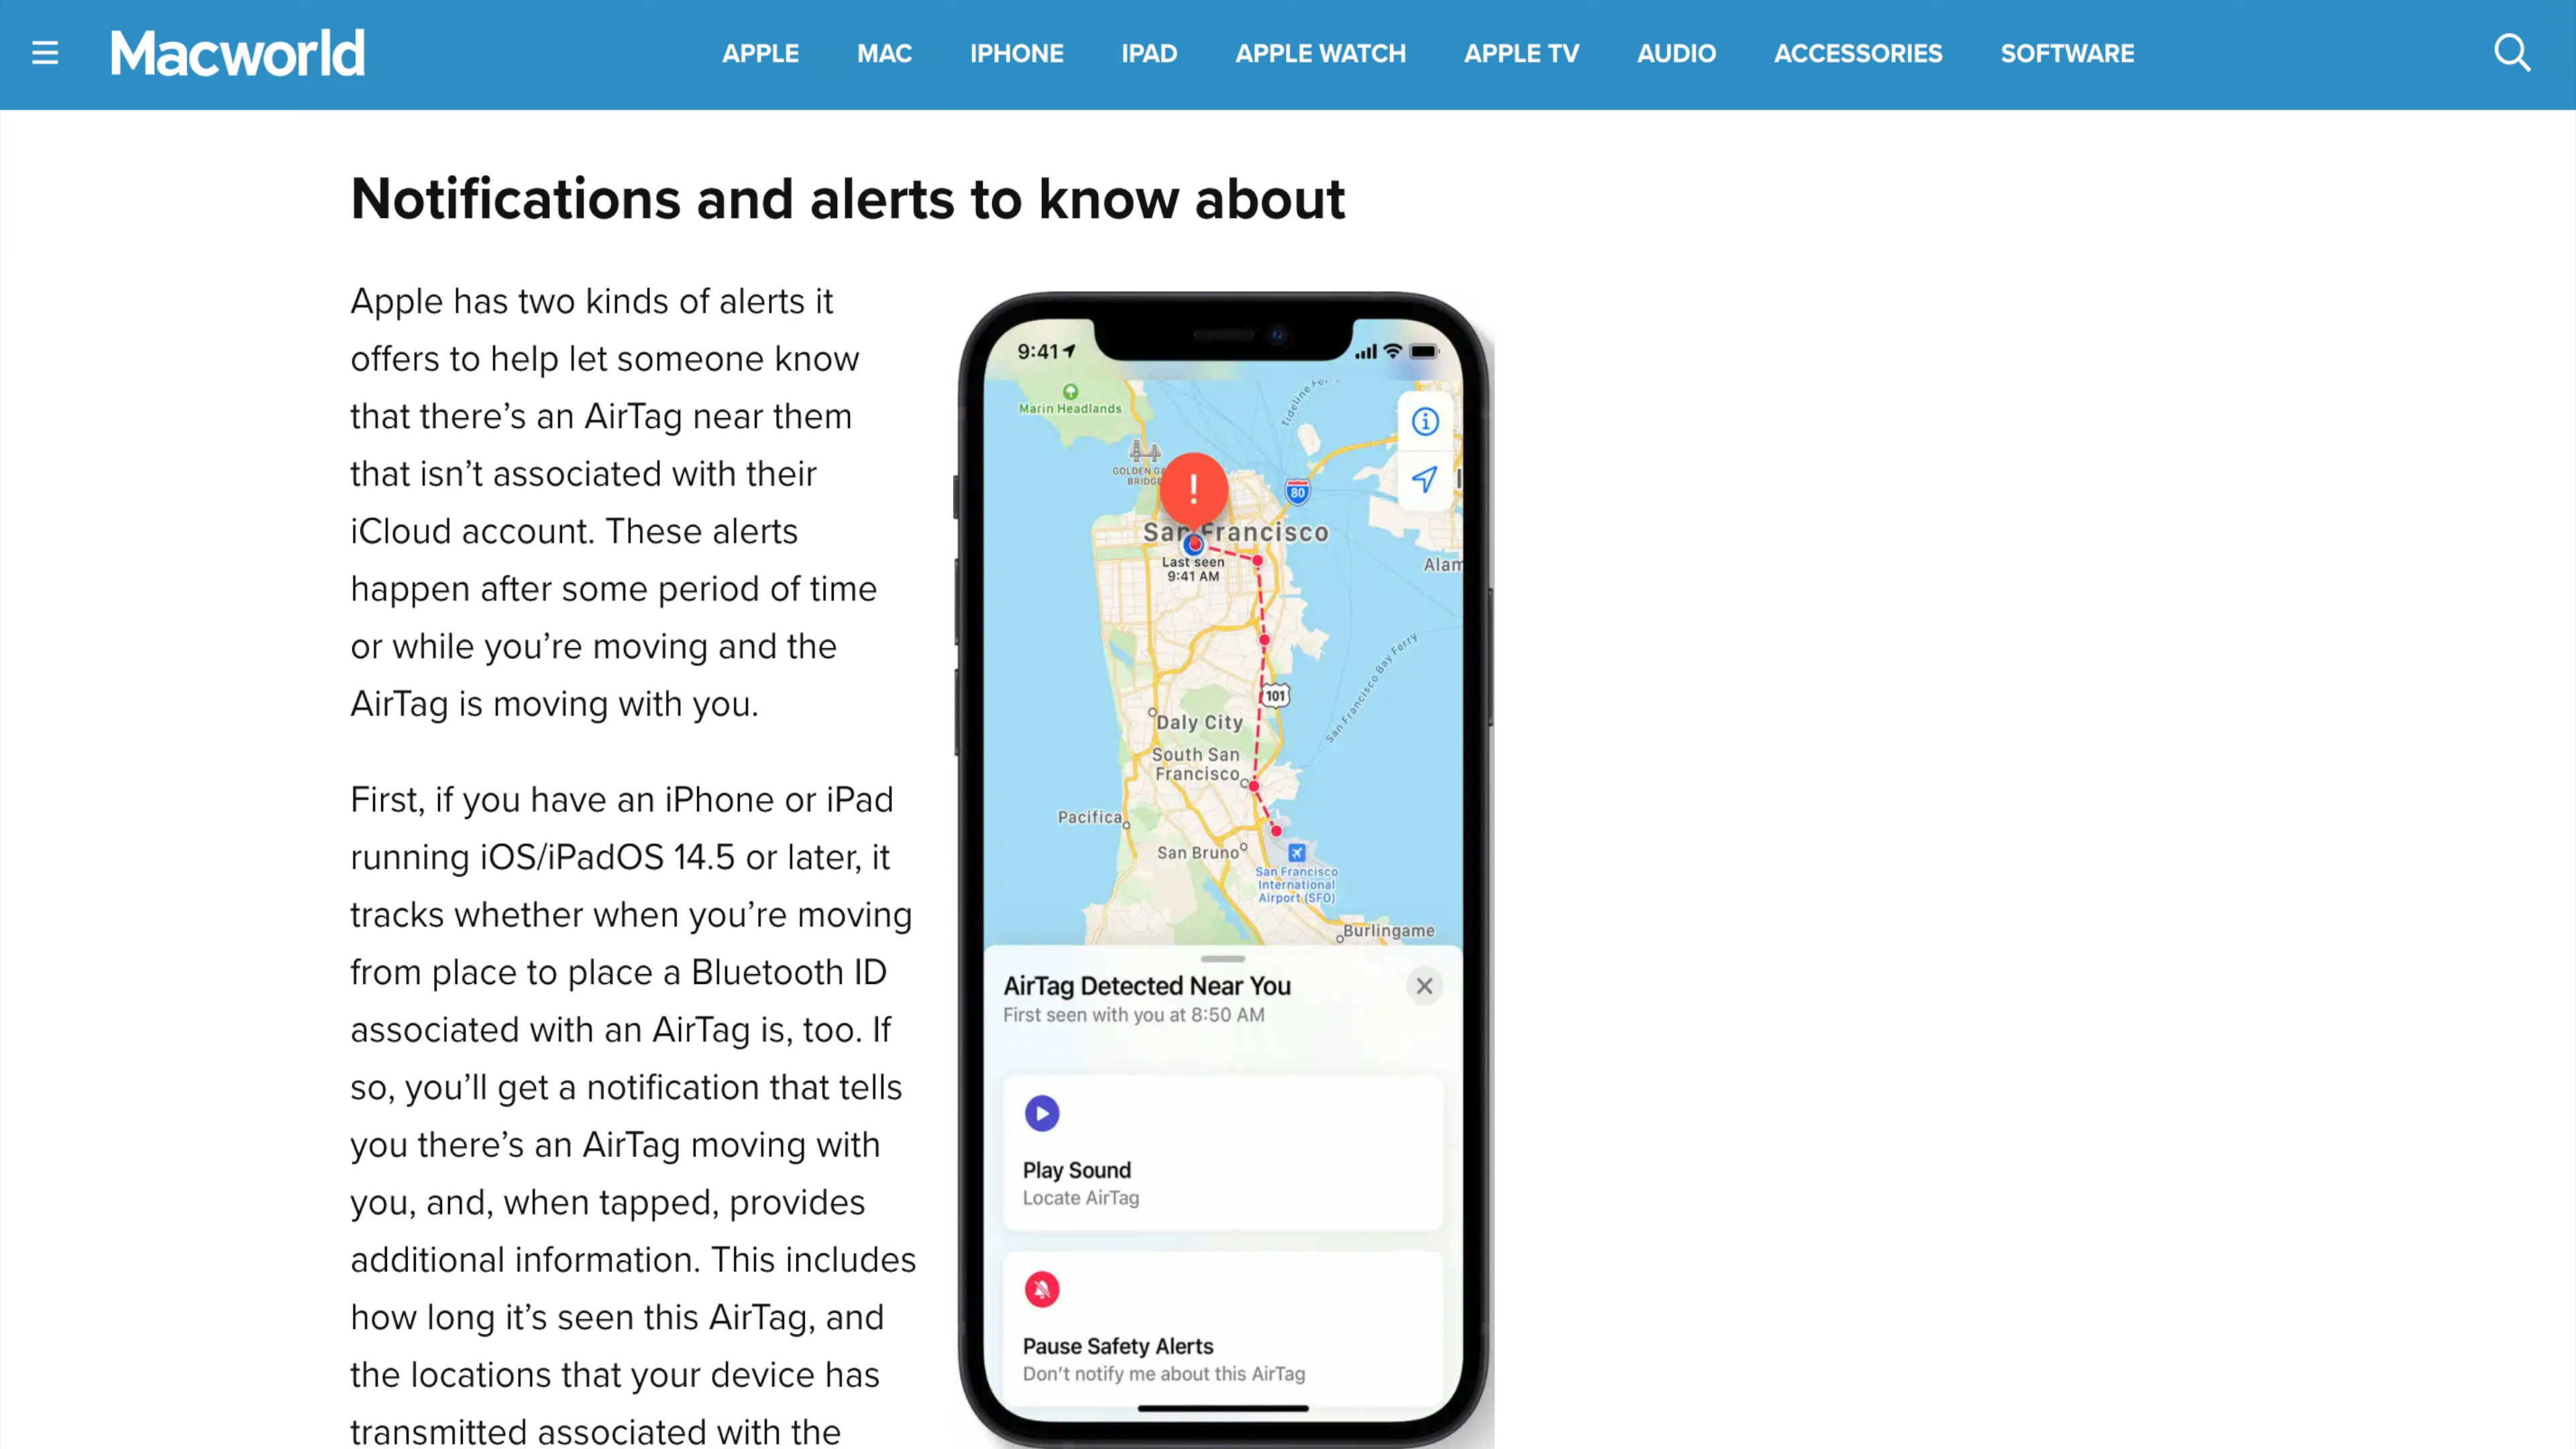 Macworld
APPLE
MAC
IPHONE
IPAD
APPLE WATCH
APPLE TV
AUDIO
ACCESSORIES
SOFTWARE
Notifications and alerts to know about
Apple has two kinds of alerts it
offers to help let someone know
that there’s an AirTag near them
that isn’t associated with their
iCloud account. These alerts
happen after some period of time
or while you’re moving and the
AirTag is moving with you.
First, if you have an iPhone or iPad
running iOS/iPadOS 14.5 or later, it
tracks whether when you’re moving
from place to place a Bluetooth ID
associated with an AirTag is, too. If
so, you’ll get a notification that tells
you there’s an AirTag moving with
you, and, when tapped, provides
additional information. This includes
how long it’s seen this AirTag, and
the locations that your device has
transmitted associated with the
9:41
Marin Headlands
Tideline
GOLDEN
BRIDGE
!
80
San Francisco
Last seen
9:41 AM
Alam
San Francisco Bay Ferry
101
Daly City
South San
Francisco
Pacifica
San Bruno
San Francisco
International
Airport (SFO)
Burlingame
AirTag Detected Near You
First seen with you at 8:50 AM
Play Sound
Locate AirTag
Pause Safety Alerts
Don’t notify me about this AirTag